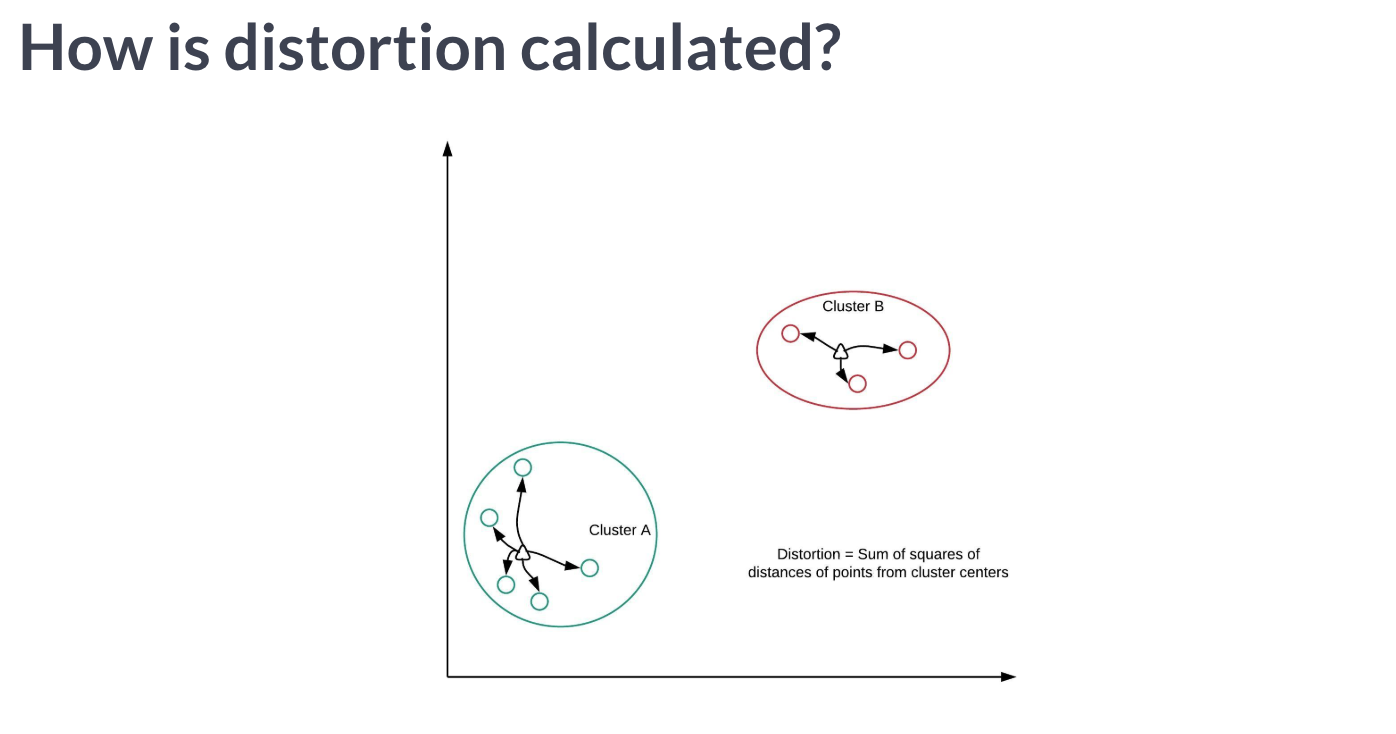 How is distortion calculated?
Cluster B
Cluster A
Distortion = Sum of squares of
distances of points from cluster centers